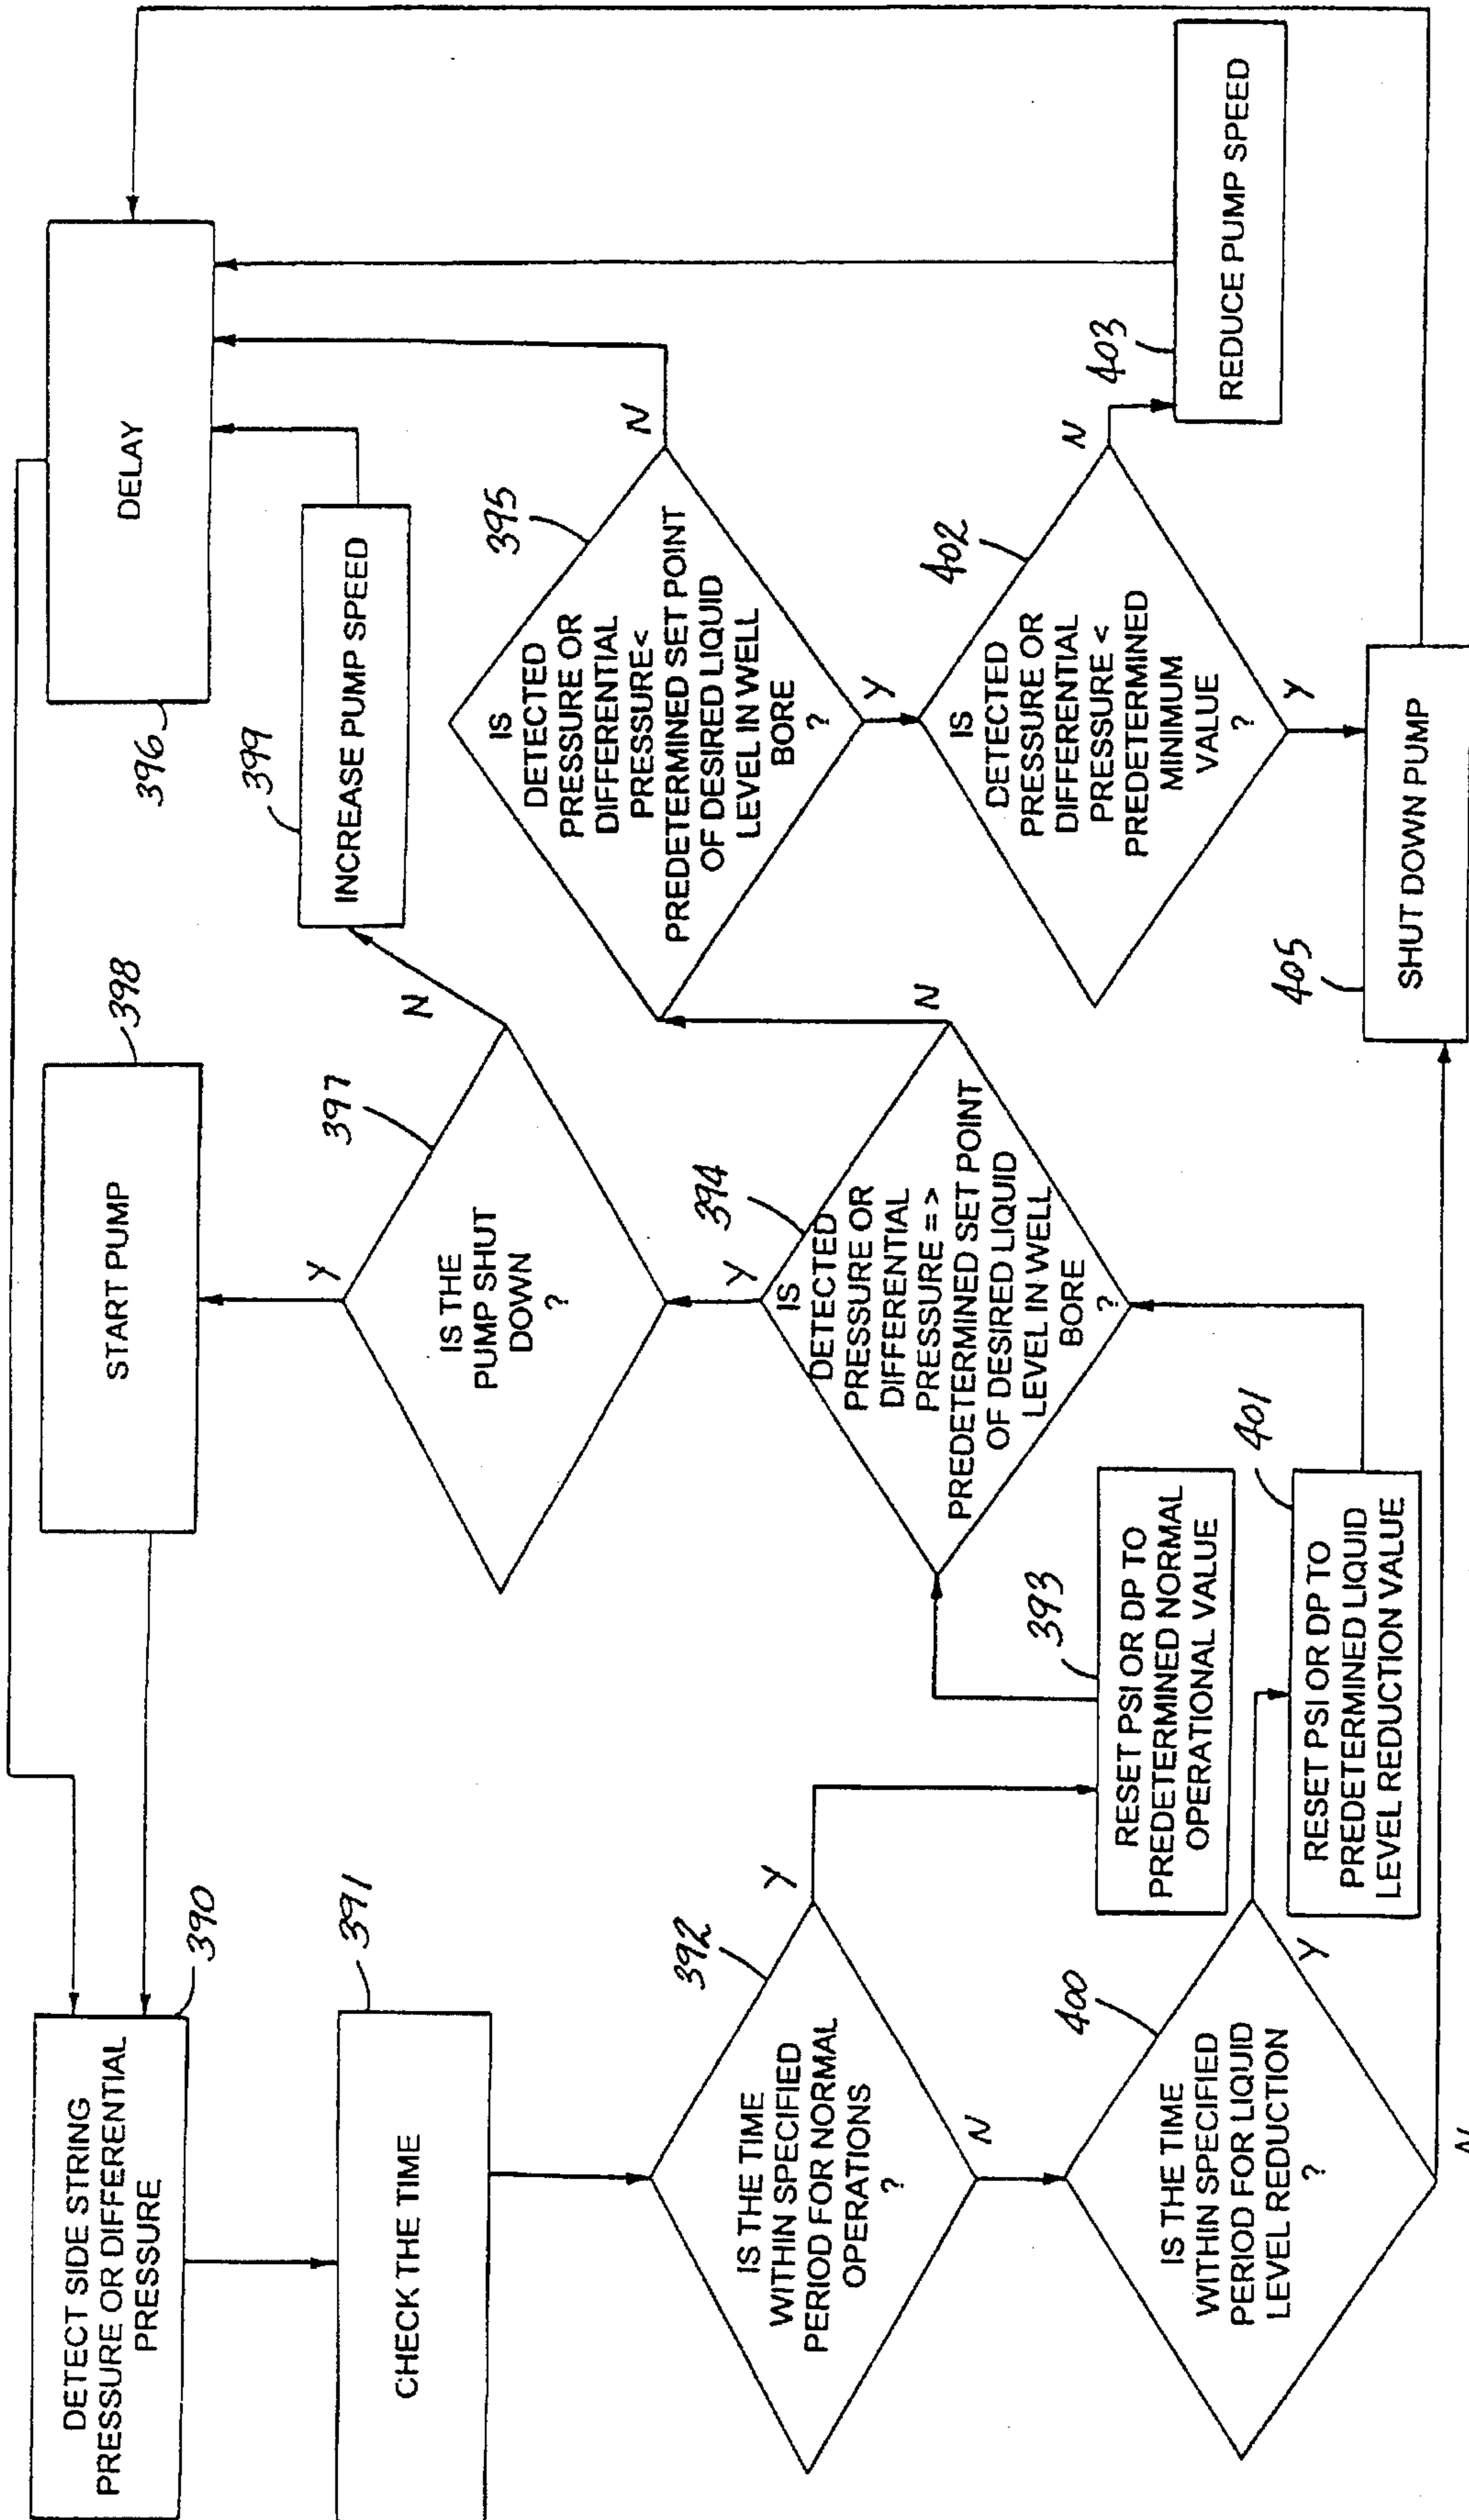 DETECT SIDE STRING
PRESSURE OR DIFFERENTIAL
PRESSURE
390
CHECK THE TIME
391
IS THE TIME
WITHIN SPECIFIED
PERIOD FOR NORMAL
OPERATIONS
?
392
Y
N
IS THE TIME
WITHIN SPECIFIED
PERIOD FOR LIQUID
LEVEL REDUCTION
?
400
Y
N
RESET PSI OR DP TO
PREDETERMINED NORMAL
OPERATIONAL VALUE
393
RESET PSI OR DP TO
PREDETERMINED LIQUID
LEVEL REDUCTION VALUE
401
START PUMP
398
IS THE
PUMP SHUT
DOWN
?
397
Y
N
IS
DETECTED
PRESSURE OR
DIFFERENTIAL
PRESSURE = >
PREDETERMINED SET POINT
OF DESIRED LIQUID
LEVEL IN WELL
BORE
?
394
Y
N
DELAY
396
INCREASE PUMP SPEED
399
IS
DETECTED
PRESSURE OR
DIFFERENTIAL
PRESSURE<
PREDETERMINED SET POINT
OF DESIRED LIQUID
LEVEL IN WELL
BORE
?
395
N
Y
IS
DETECTED
PRESSURE OR
DIFFERENTIAL
PRESSURE <
PREDETERMINED
MINIMUM
VALUE
?
402
N
Y
REDUCE PUMP SPEED
403
SHUT DOWN PUMP
405